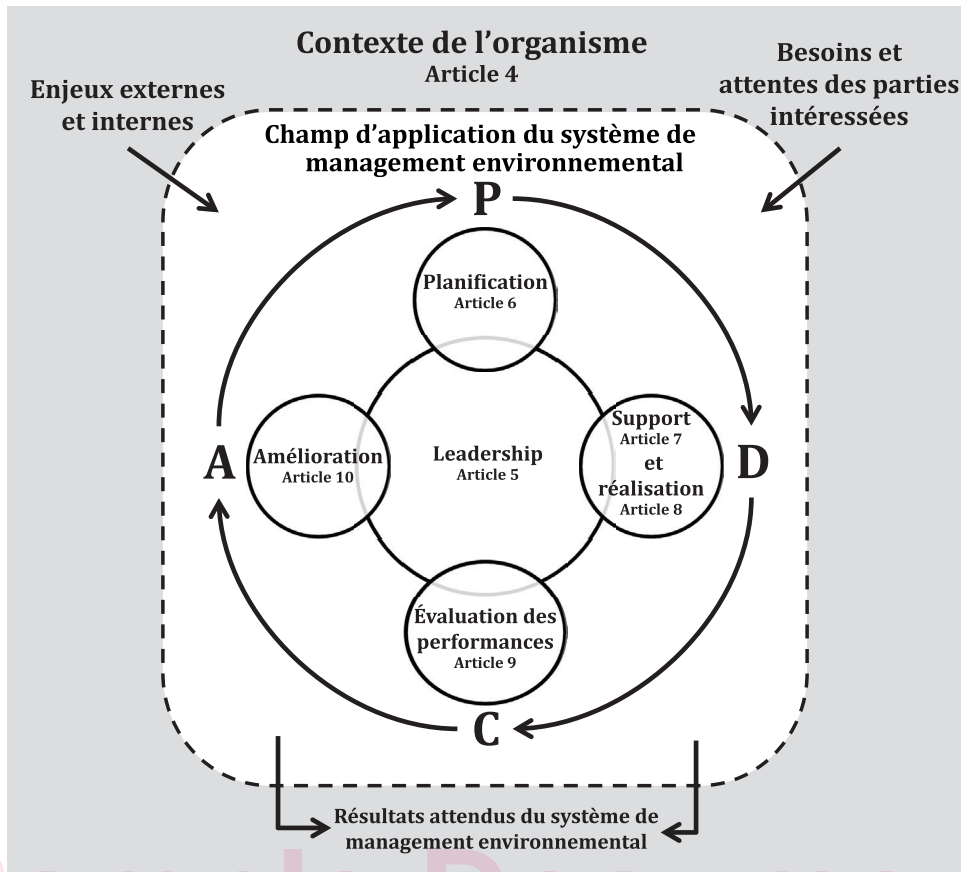 Contexte de l’organisme
Article 4
Enjeux externes
et internes
Besoins et
attentes des parties
intéressées
Champ d’application du système de
management environnemental
P
Planification
Article 6
Support
Article 7
et
réalisation
Article 8
D
Leadership
Article 5
A
Amélioration
Article 10
Évaluation des
performances
Article 9
C
Résultats attendus du système de
management environnemental